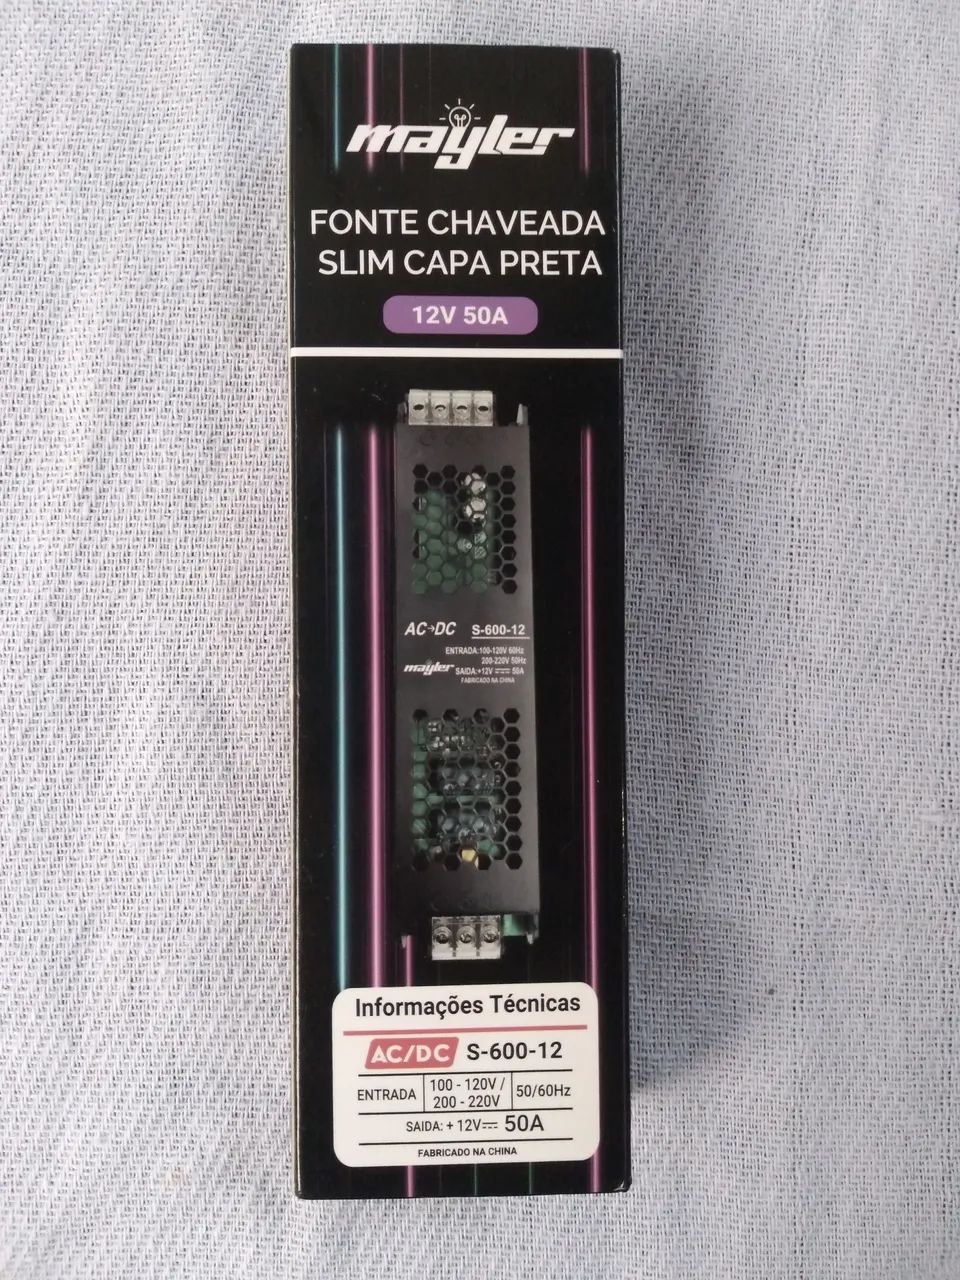 mayler
FONTE CHAVEADA
SLIM CAPA PRETA
12V 50A
AC→DC S-600-12
ENTRADA:100-120V 60Hz
200-220V 50Hz
mayler SAIDA:+12V⎓50A
FABRICADO NA CHINA
Informações Técnicas
AC/DC S-600-12
ENTRADA 100 - 120V / 50/60Hz
200 - 220V
SAIDA: + 12V⎓ 50A
FABRICADO NA CHINA